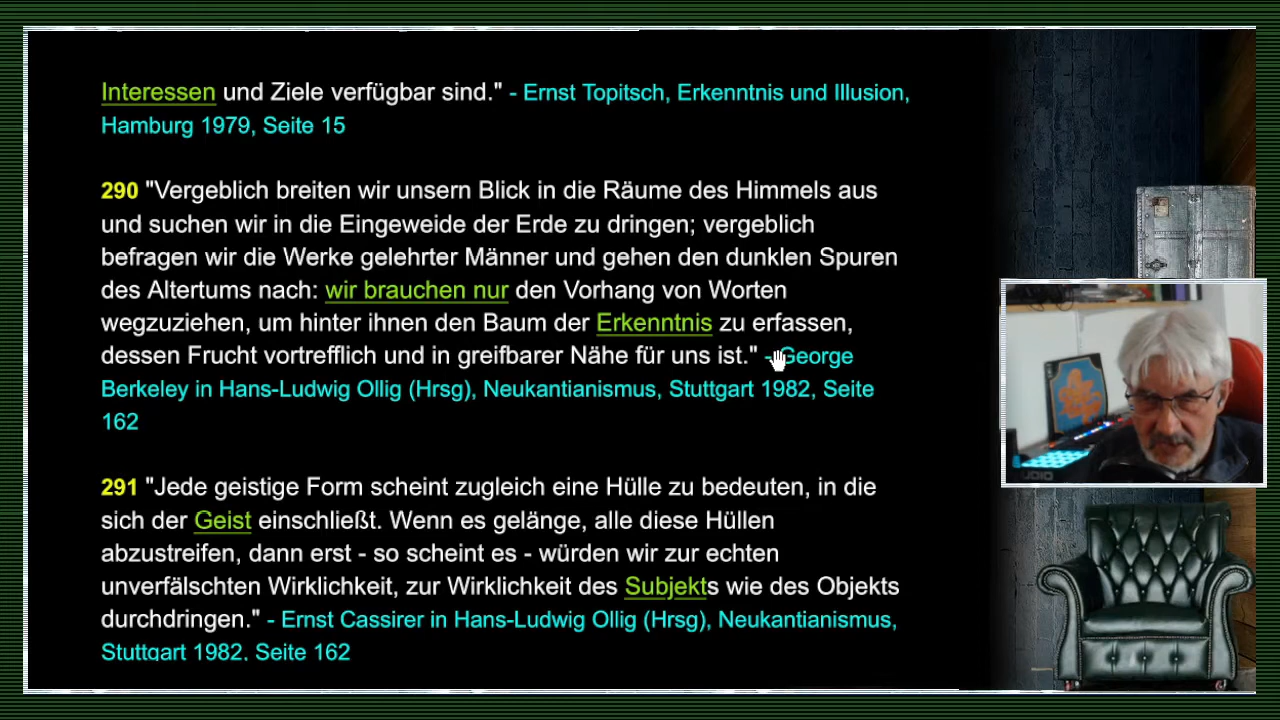 Interessen und Ziele verfügbar sind." - Ernst Topitsch, Erkenntnis und Illusion,
Hamburg 1979, Seite 15
290 "Vergeblich breiten wir unsern Blick in die Räume des Himmels aus
und suchen wir in die Eingeweide der Erde zu dringen; vergeblich
befragen wir die Werke gelehrter Männer und gehen den dunklen Spuren
des Altertums nach: wir brauchen nur den Vorhang von Worten
wegzuziehen, um hinter ihnen den Baum der Erkenntnis zu erfassen,
dessen Frucht vortrefflich und in greifbarer Nähe für uns ist." - George
Berkeley in Hans-Ludwig Ollig (Hrsg), Neukantianismus, Stuttgart 1982, Seite
162
291 "Jede geistige Form scheint zugleich eine Hülle zu bedeuten, in die
sich der Geist einschließt. Wenn es gelänge, alle diese Hüllen
abzustreifen, dann erst - so scheint es - würden wir zur echten
unverfälschten Wirklichkeit, zur Wirklichkeit des Subjekts wie des Objekts
durchdringen." - Ernst Cassirer in Hans-Ludwig Ollig (Hrsg), Neukantianismus,
Stuttgart 1982, Seite 162